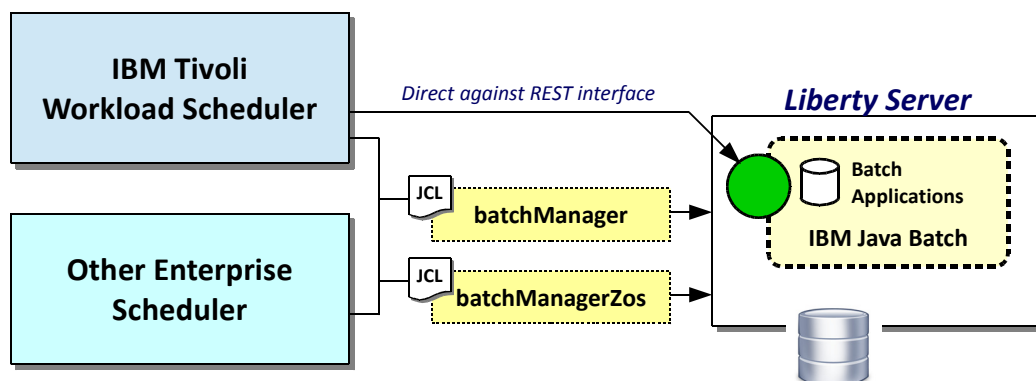 IBM Tivoli
Workload Scheduler
Direct against REST interface
Liberty Server
Batch
Applications
IBM Java Batch
JCL
batchManager
Other Enterprise
Scheduler
JCL
batchManagerZos